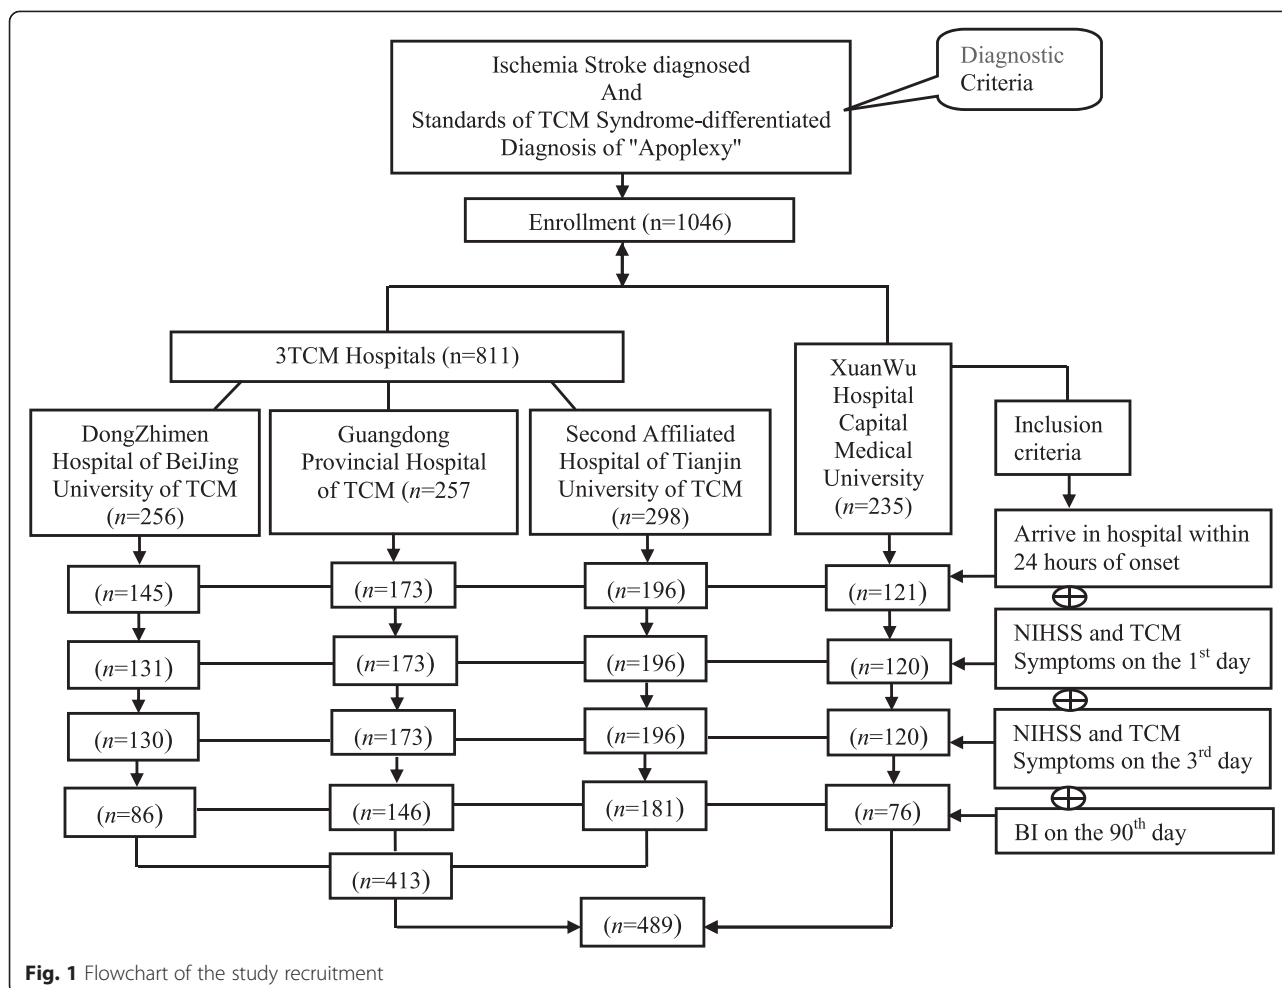 Ischemia Stroke diagnosed
And
Standards of TCM Syndrome-differentiated
Diagnosis of "Apoplexy"
Diagnostic
Criteria
Enrollment (n=1046)
3TCM Hospitals (n=811)
XuanWu
Hospital
Capital
Medical
University
(n=235)
Inclusion
criteria
DongZhimen
Hospital of BeiJing
University of TCM
(n=256)
Guangdong
Provincial Hospital
of TCM (n=257
Second Affiliated
Hospital of Tianjin
University of TCM
(n=298)
Arrive in hospital within
24 hours of onset
(n=145)
(n=173)
(n=196)
(n=121)
NIHSS and TCM
Symptoms on the 1st day
(n=131)
(n=173)
(n=196)
(n=120)
NIHSS and TCM
Symptoms on the 3rd day
(n=130)
(n=173)
(n=196)
(n=120)
BI on the 90th day
(n=86)
(n=146)
(n=181)
(n=76)
(n=413)
(n=489)
Fig. 1 Flowchart of the study recruitment